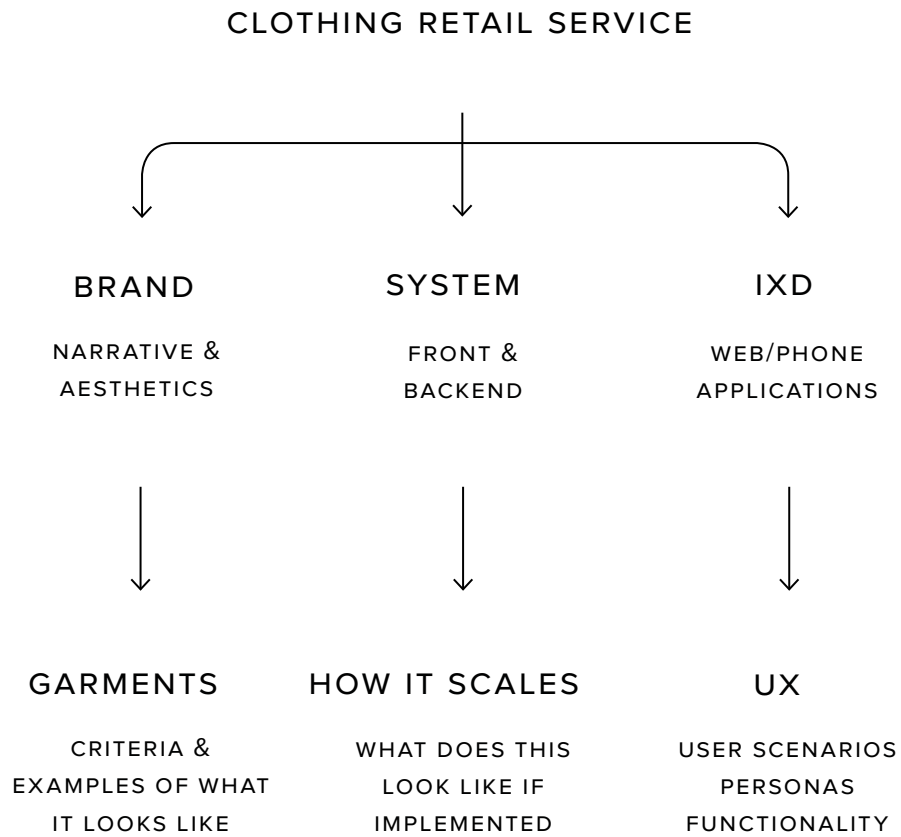 CLOTHING RETAIL SERVICE
BRAND
SYSTEM
IXD
NARRATIVE &
AESTHETICS
FRONT &
BACKEND
WEB/PHONE
APPLICATIONS
GARMENTS
HOW IT SCALES
UX
CRITERIA &
EXAMPLES OF WHAT
IT LOOKS LIKE
WHAT DOES THIS
LOOK LIKE IF
IMPLEMENTED
USER SCENARIOS
PERSONAS
FUNCTIONALITY